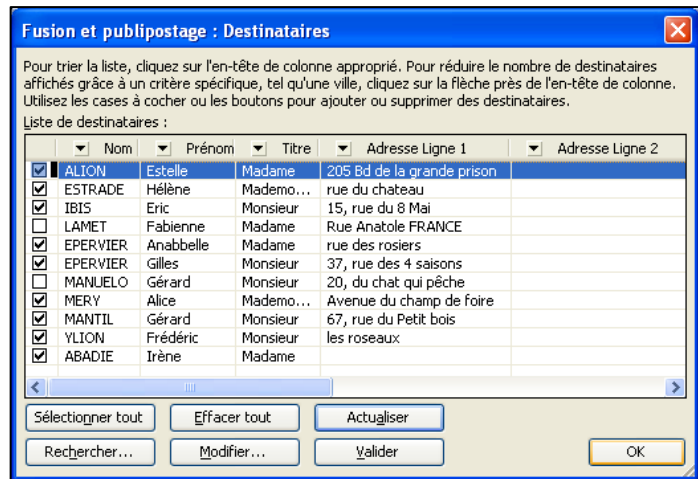 Fusion et publipostage : Destinataires
Pour trier la liste, cliquez sur l'en-tête de colonne approprié. Pour réduire le nombre de destinataires
affichés grâce à un critère spécifique, tel qu'une ville, cliquez sur la flèche près de l'en-tête de colonne.
Utilisez les cases à cocher ou les boutons pour ajouter ou supprimer des destinataires.
Liste de destinataires :
Nom Prénom Titre Adresse Ligne 1 Adresse Ligne 2
ALION Estelle Madame 205 Bd de la grande prison
ESTRADE Hélène Mademo... rue du chateau
IBIS Eric Monsieur 15, rue du 8 Mai
LAMET Fabienne Madame Rue Anatole FRANCE
EPERVIER Anabbelle Madame rue des rosiers
EPERVIER Gilles Monsieur 37, rue des 4 saisons
MANUELO Gérard Monsieur 20, du chat qui pêche
MERY Alice Mademo... Avenue du champ de foire
MANTIL Gérard Monsieur 67, rue du Petit bois
YLION Frédéric Monsieur les roseaux
ABADIE Irène Madame
Sélectionner tout Effacer tout Actualiser
Rechercher... Modifier... Valider OK